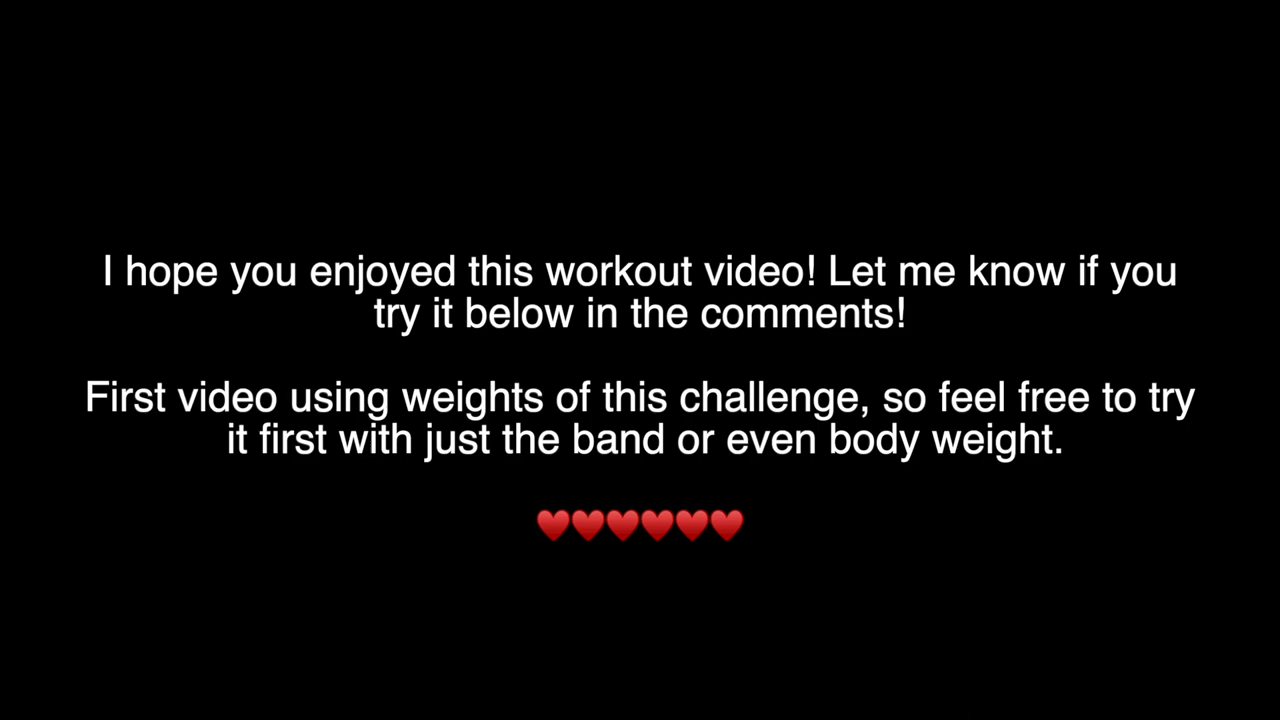 I hope you enjoyed this workout video! Let me know if you
try it below in the comments!
First video using weights of this challenge, so feel free to try
it first with just the band or even body weight.
♥️♥️♥️♥️♥️♥️